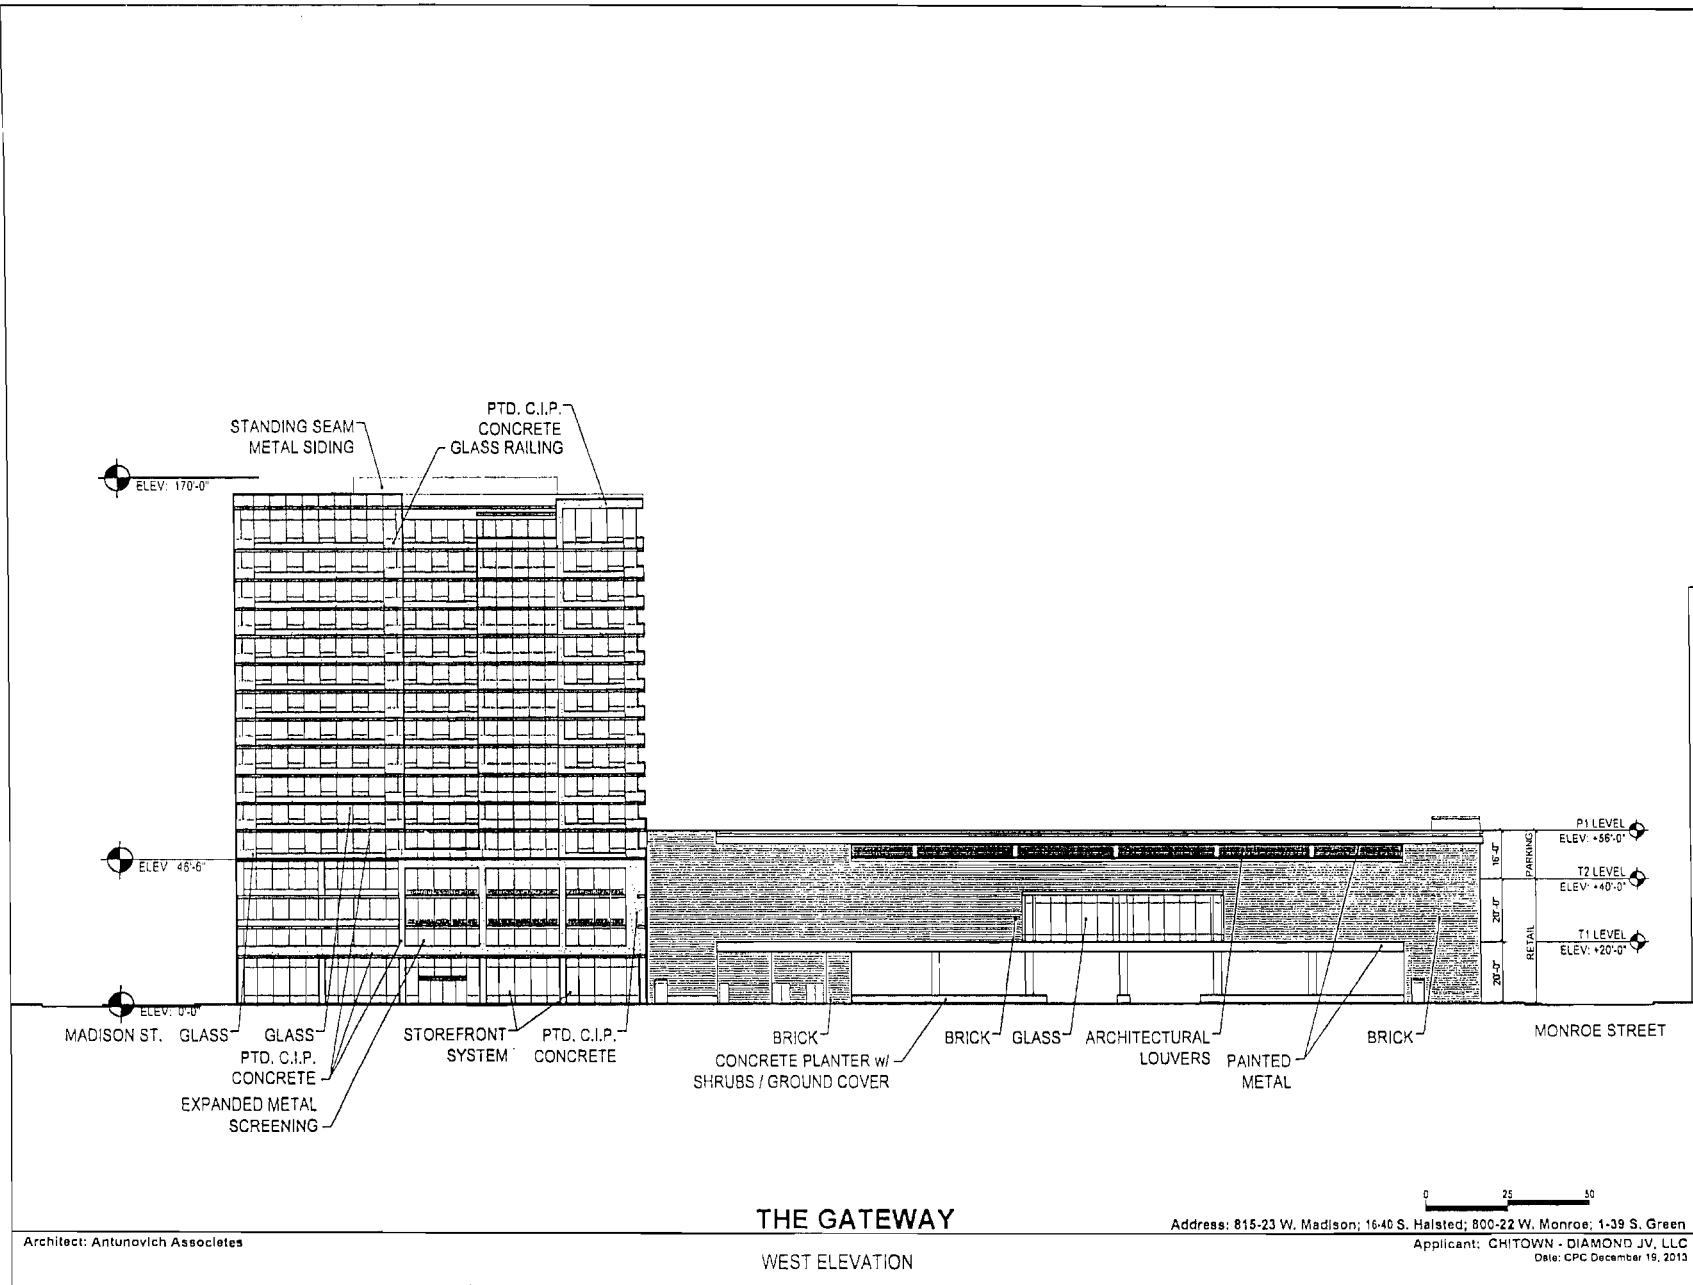 PTD. C.I.P.
CONCRETE
GLASS RAILING
STANDING SEAM
METAL SIDING
ELEV: 170'-0"
ELEV 46'-6"
ELEV: 0'-0"
P1 LEVEL
ELEV: +56'-0"
T2 LEVEL
ELEV: +40'-0"
T1 LEVEL
ELEV: +20'-0"
16'-0"
PARKING
20'-0"
RETAIL
20'-0"
MADISON ST.
GLASS
GLASS
PTD. C.I.P.
CONCRETE
EXPANDED METAL
SCREENING
STOREFRONT
SYSTEM
PTD. C.I.P.
CONCRETE
BRICK
CONCRETE PLANTER w/
SHRUBS / GROUND COVER
BRICK
GLASS
ARCHITECTURAL
LOUVERS
PAINTED
METAL
BRICK
MONROE STREET
0 25 50
THE GATEWAY
WEST ELEVATION
Architect: Antunovich Associates
Address: 815-23 W. Madison; 16-40 S. Halsted; 800-22 W. Monroe; 1-39 S. Green
Applicant: CHITOWN - DIAMOND JV, LLC
Date: CPC December 19, 2013